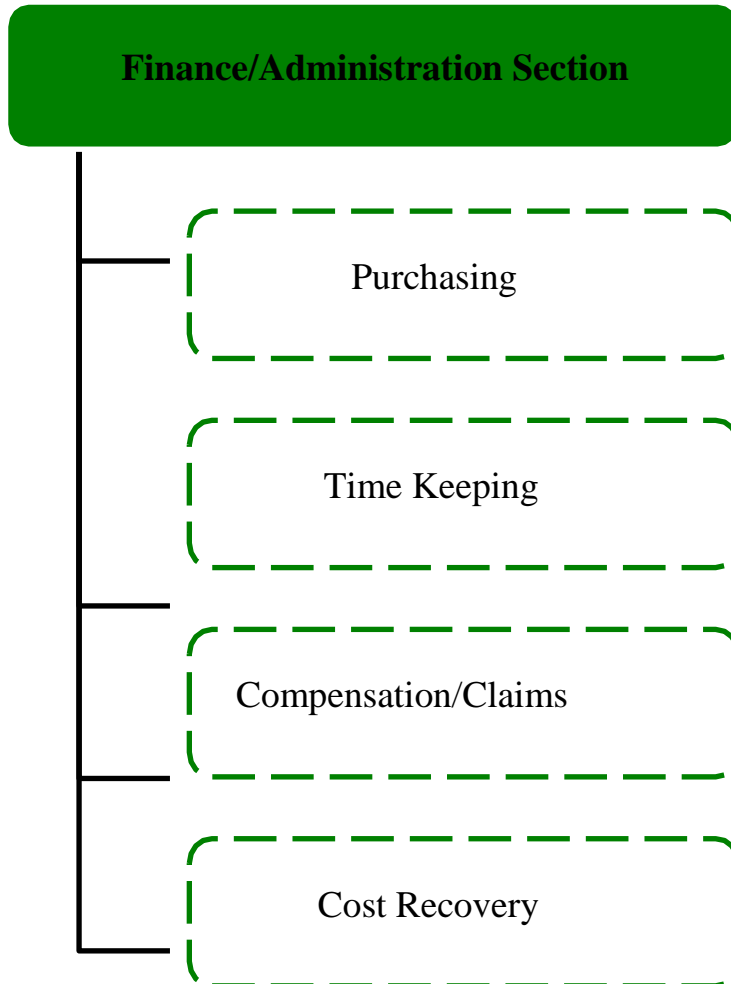 Finance/Administration Section
Purchasing
Time Keeping
Compensation/Claims
Cost Recovery